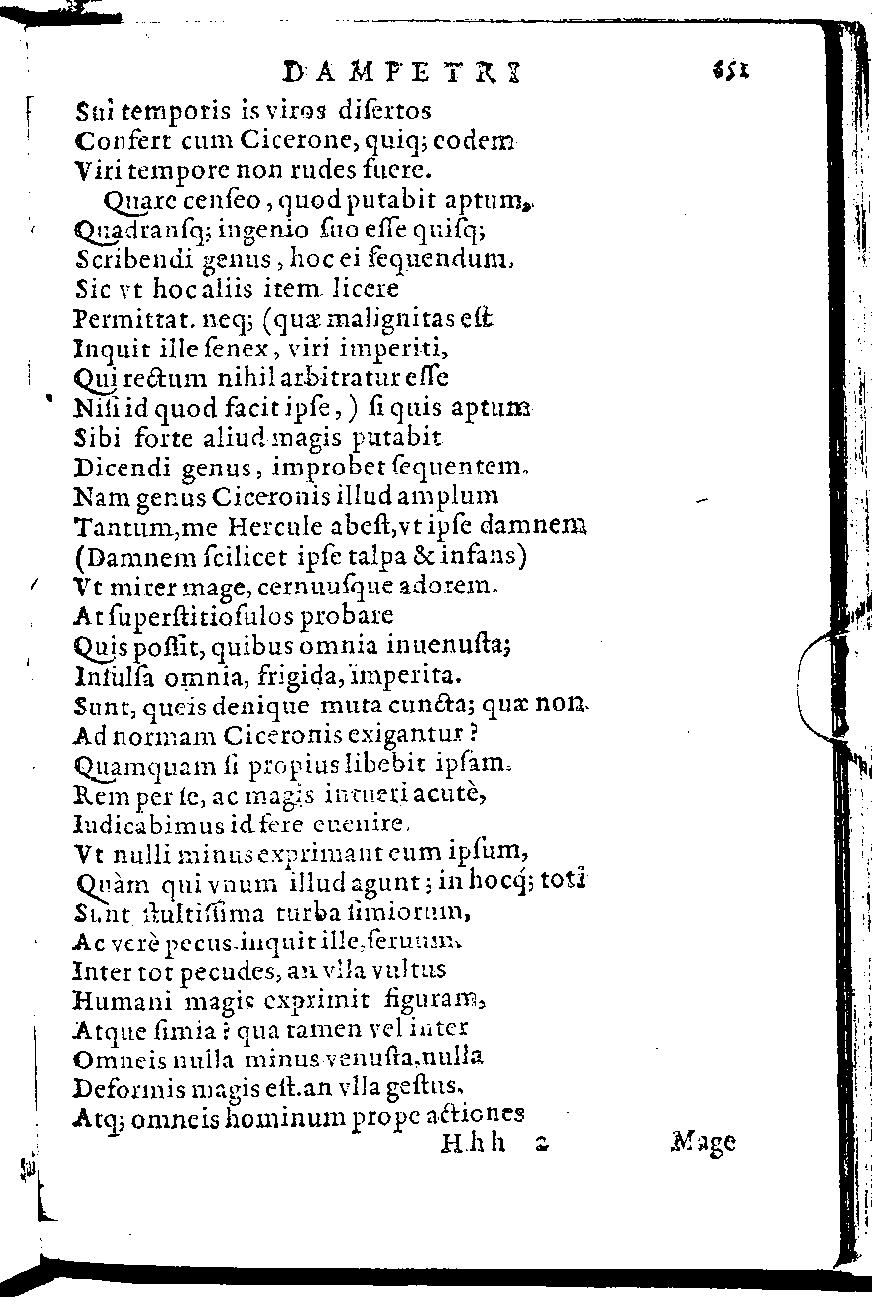 DAMPETRI 651
Sui temporis is viros disertos
Confert cum Cicerone, quiq; eodem
Viri tempore non rudes fuere.
Quare censeo, quod putabit aptum,
Quadransq; ingenio suo esse quisq;
Scribendi genus, hoc ei sequendum.
Sic vt hoc aliis item licere
Permittat. neq; (quæ malignitas est
Inquit ille senex, viri imperiti,
Qui rectum nihil arbitratur esse
Nisi id quod facit ipse,) si quis aptum
Sibi forte aliud magis putabit
Dicendi genus, improbet sequentem.
Nam genus Ciceronis illud amplum
Tantum, me Hercule abest, vt ipse damnem
(Damnem scilicet ipse talpa & infans)
Vt mirer mage, cernuusque adorem.
At superstitiosulos probare
Quis possit, quibus omnia inuenusta;
Insulsa omnia, frigida, imperita.
Sunt, queis denique muta cuncta; quæ non
Ad normam Ciceronis exigantur?
Quamquam si propius libebit ipsam
Rem per se, ac magis intueri acutè,
Iudicabimus id fere euenire.
Vt nulli minus exprimant eum ipsum,
Quàm qui vnum illud agunt; in hocq́; toti
Sunt stultissima turba simiorum,
Ac verè pecus, inquit ille, seruum.
Inter tot pecudes, an vlla vultus
Humani magis exprimit figuram,
Atque simia? qua tamen vel inter
Omneis nulla minus venusta, nulla
Deformis magis est. an vlla gestus,
Atq; omneis hominum prope actiones
Hhh 2 Mage